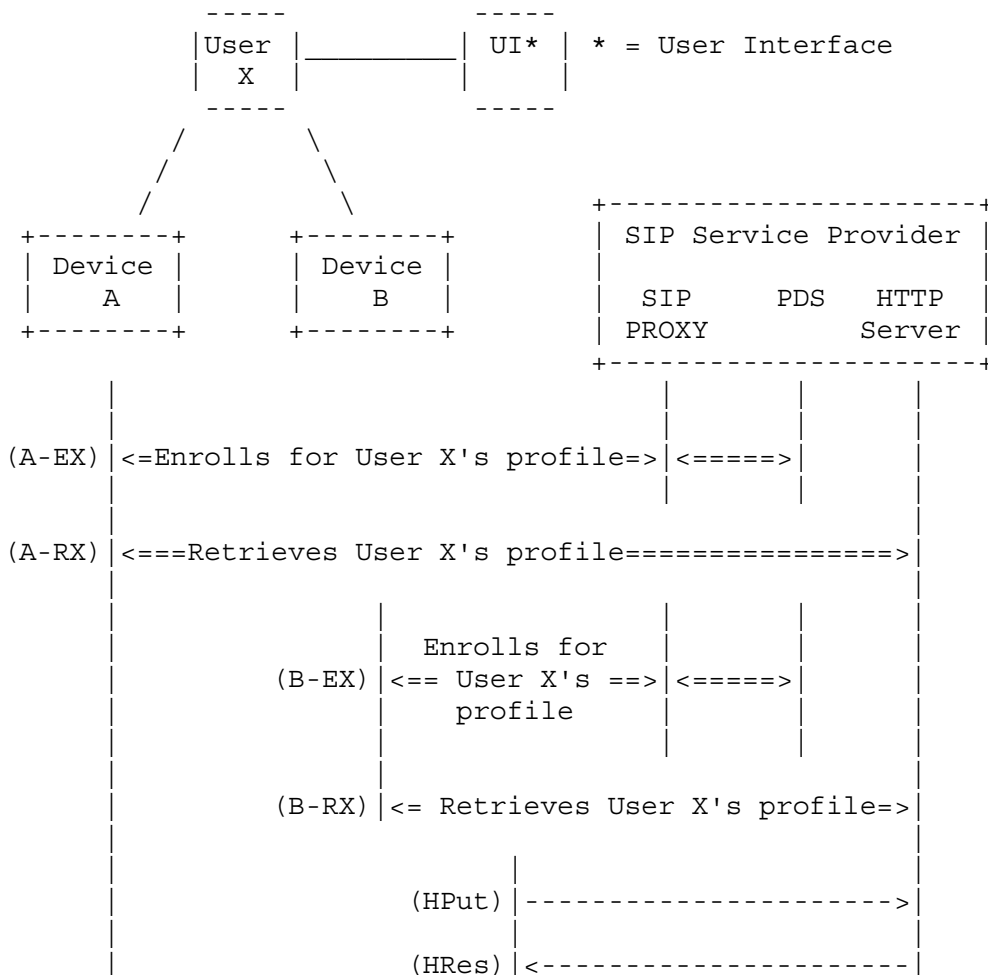 User UI* * = User Interface
X
SIP Service Provider
Device Device
A B SIP PDS HTTP
PROXY Server
(A-EX) <=Enrolls for User X's profile=> <=====>
(A-RX) <===Retrieves User X's profile================>
Enrolls for
(B-EX) <== User X's ==> <=====>
profile
(B-RX) <= Retrieves User X's profile=>
(HPut) ---------------------->
(HRes) <----------------------